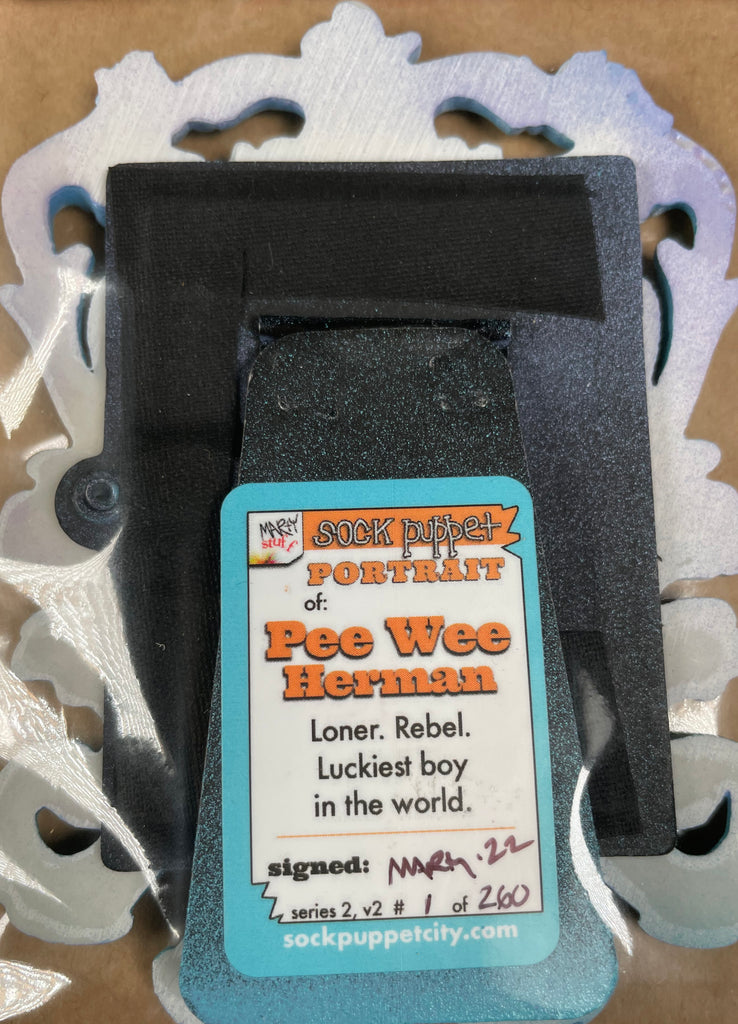 MARTY
stuff
SOCK PUPPET
PORTRAIT
of:
Pee Wee
Herman
Loner. Rebel.
Luckiest boy
in the world.
signed: MARTY.22
series 2, v2 # 1 of 260
sockpuppetcity.com